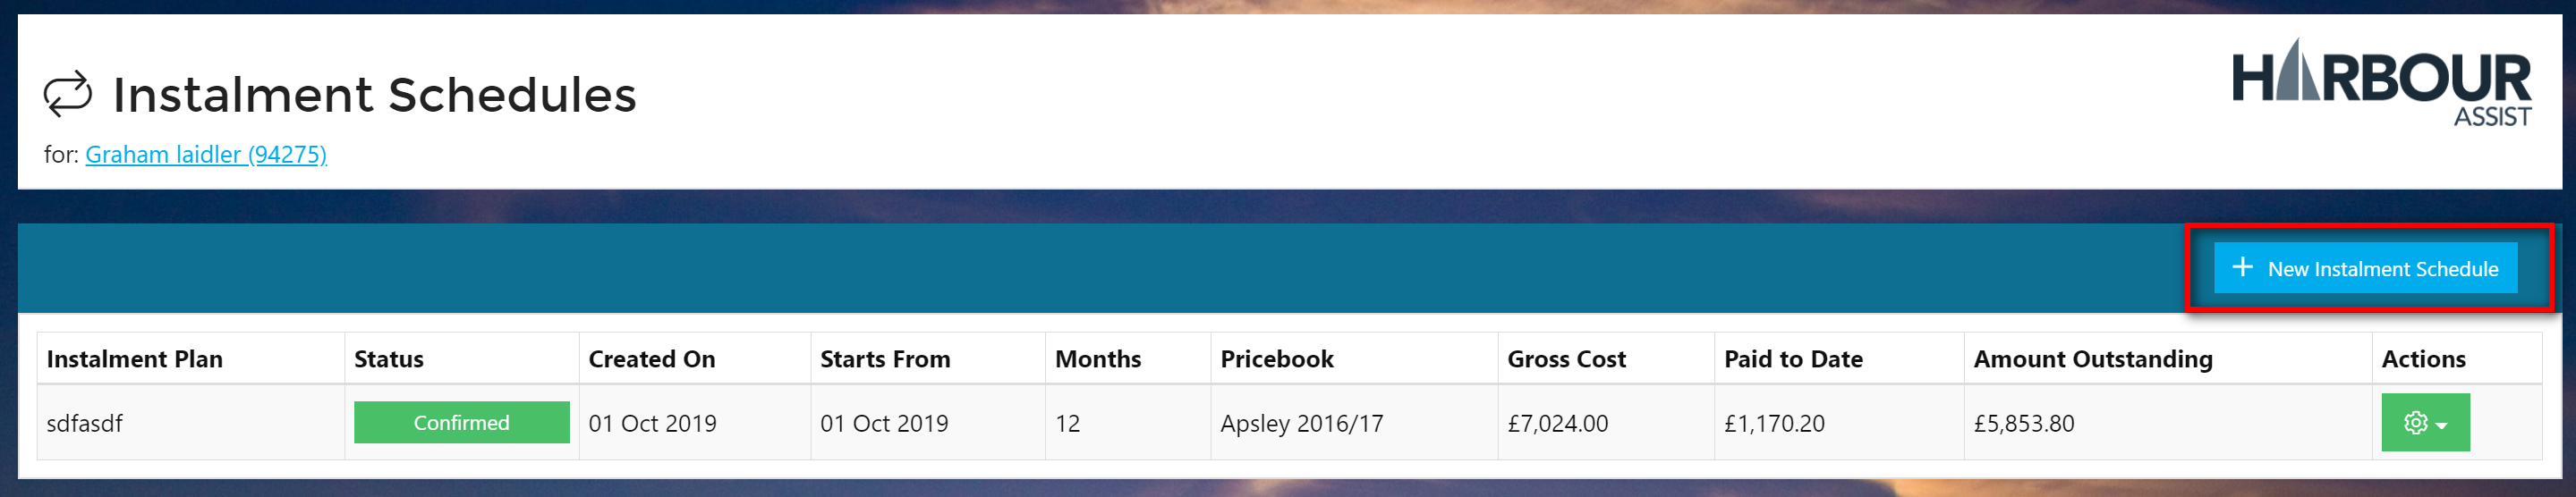 Instalment Schedules
HARBOUR
ASSIST
for: Graham laidler (94275)
New Instalment Schedule
Instalment Plan Status Created On Starts From Months Pricebook Gross Cost Paid to Date Amount Outstanding Actions
sdfasdf Confirmed 01 Oct 2019 01 Oct 2019 12 Apsley 2016/17 £7,024.00 £1,170.20 £5,853.80